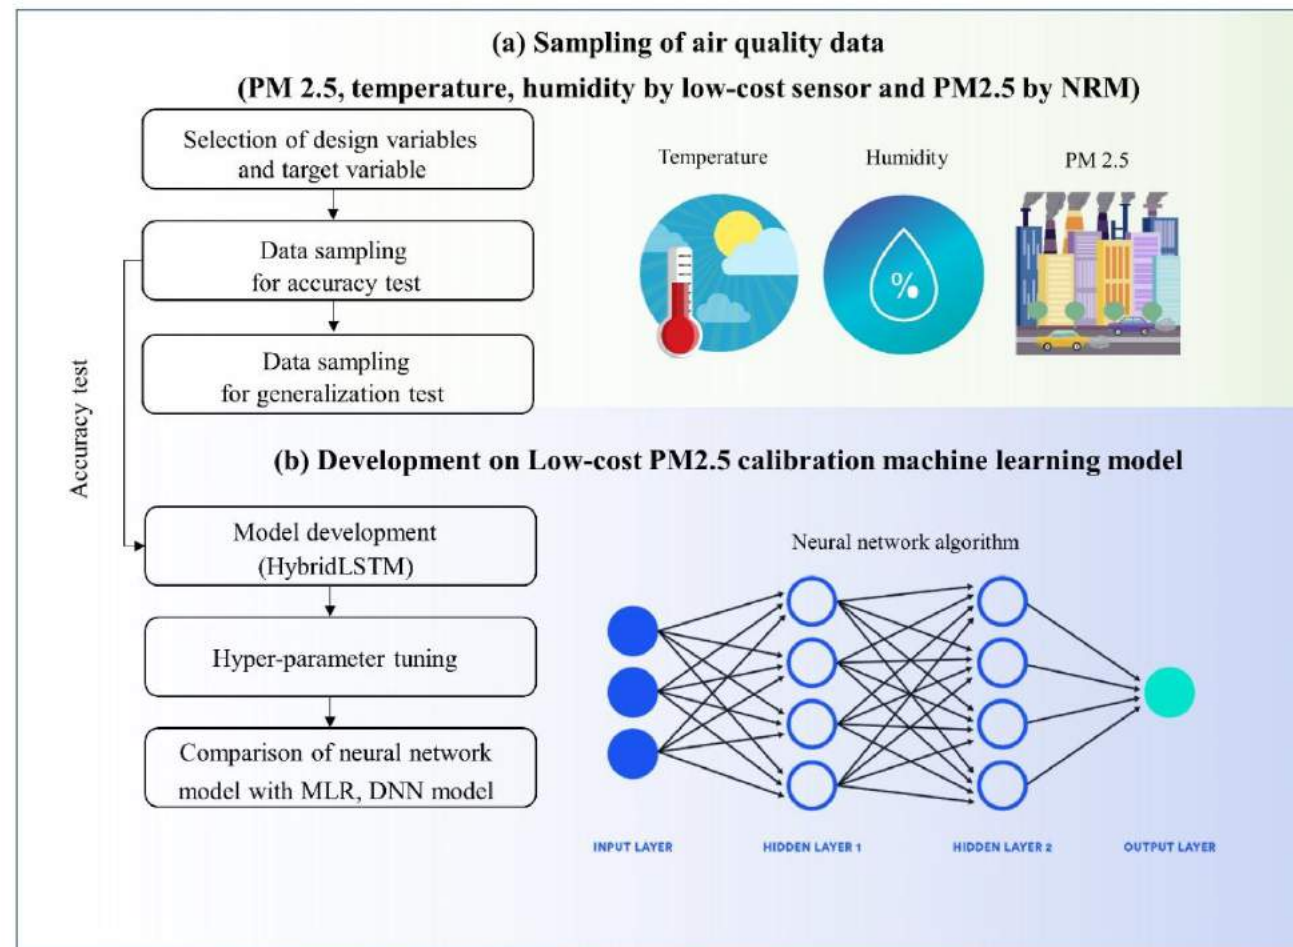 (a) Sampling of air quality data
(PM 2.5, temperature, humidity by low-cost sensor and PM2.5 by NRM)
Selection of design variables
and target variable
Data sampling
for accuracy test
Data sampling
for generalization test
Temperature
Humidity
PM 2.5
%
Accuracy test
(b) Development on Low-cost PM2.5 calibration machine learning model
Model development
(HybridLSTM)
Hyper-parameter tuning
Comparison of neural network
model with MLR, DNN model
Neural network algorithm
INPUT LAYER
HIDDEN LAYER 1
HIDDEN LAYER 2
OUTPUT LAYER